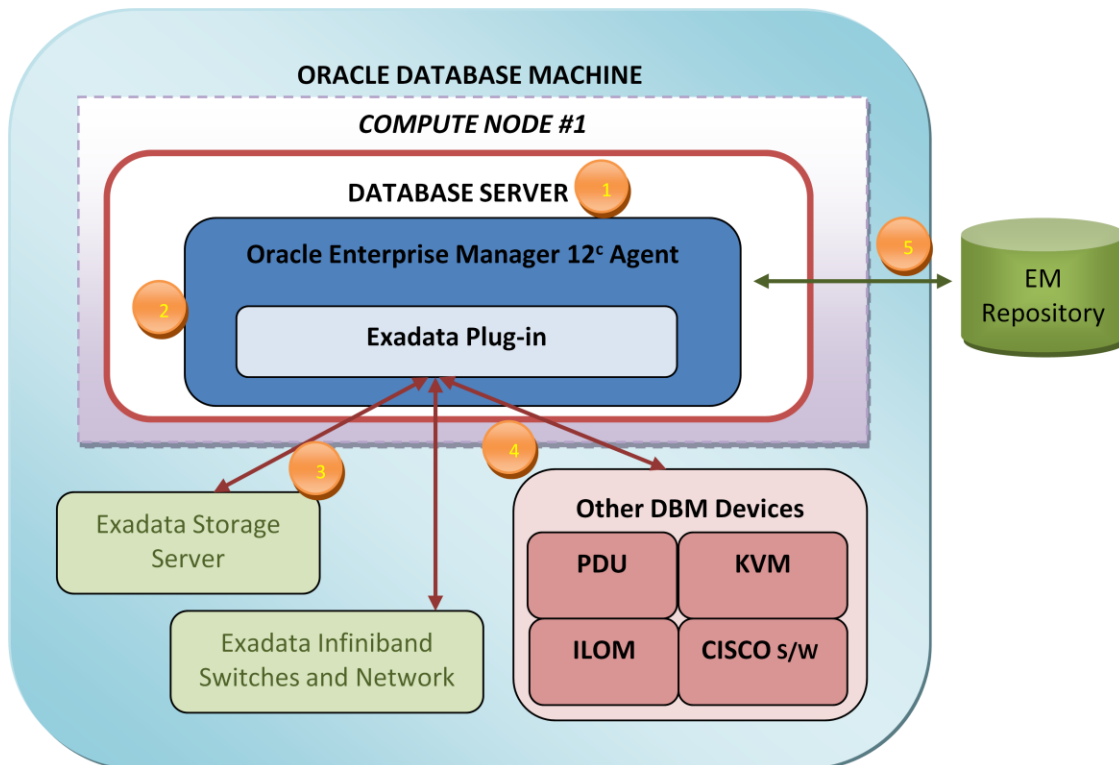 ORACLE DATABASE MACHINE
COMPUTE NODE #1
DATABASE SERVER
1
Oracle Enterprise Manager 12ᶜ Agent
2
Exadata Plug-in
5
EM
Repository
3
4
Exadata Storage
Server
Exadata Infiniband
Switches and Network
Other DBM Devices
PDU
KVM
ILOM
CISCO S/W